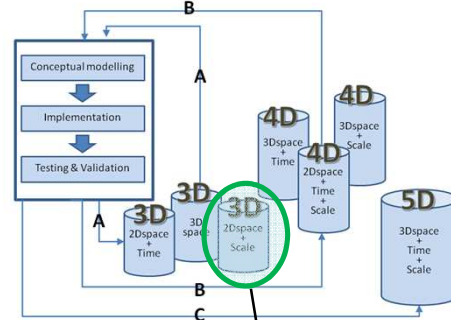 B
Conceptual modelling
Implementation
Testing & Validation
A
A
B
C
3D
2Dspace
+
Time
3D
3D
space
3D
2Dspace
+
Scale
4D
3Dspace
+
Time
4D
2Dspace
+
Time
+
Scale
4D
3Dspace
+
Scale
5D
3Dspace
+
Time
+
Scale